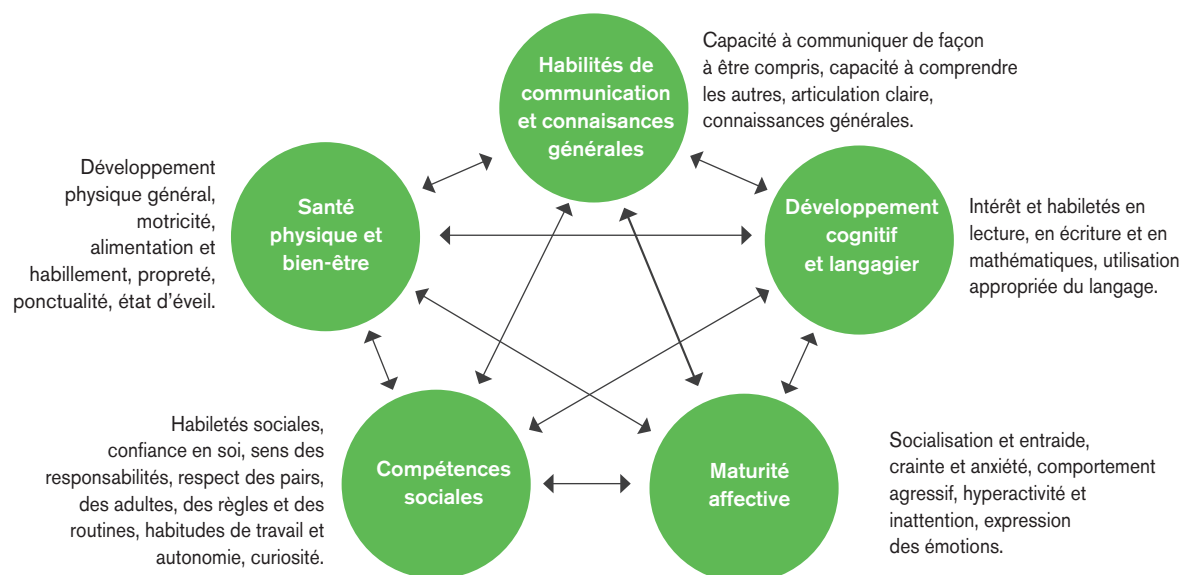 Habilités de
communication
et connaisances
générales
Capacité à communiquer de façon
à être compris, capacité à comprendre
les autres, articulation claire,
connaissances générales.
Développement
physique général,
motricité,
alimentation et
habillement, propreté,
ponctualité, état d’éveil.
Santé
physique et
bien-être
Développement
cognitif
et langagier
Intérêt et habiletés en
lecture, en écriture et en
mathématiques, utilisation
appropriée du langage.
Habiletés sociales,
confiance en soi, sens des
responsabilités, respect des pairs,
des adultes, des règles et des
routines, habitudes de travail et
autonomie, curiosité.
Compétences
sociales
Maturité
affective
Socialisation et entraide,
crainte et anxiété, comportement
agressif, hyperactivité et
inattention, expression
des émotions.